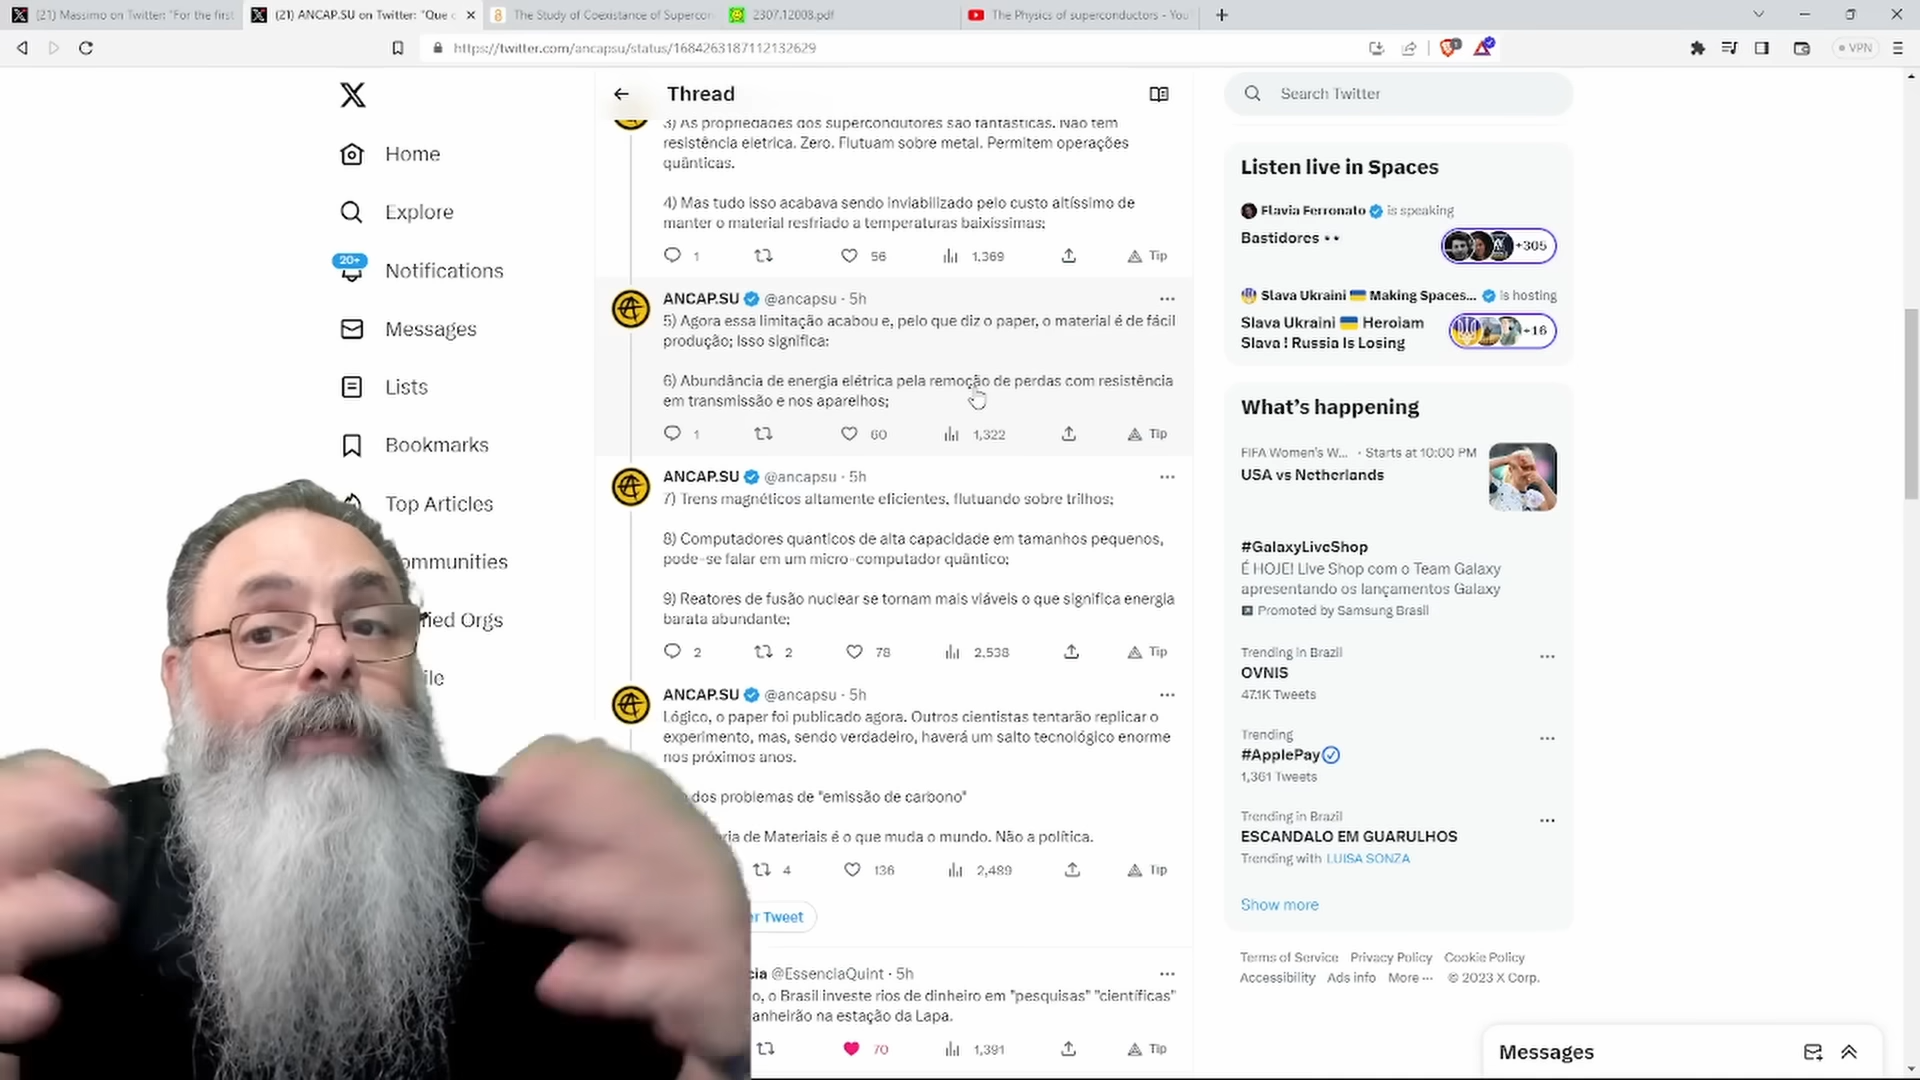 (21) Massimo on Twitter: "For the first
(21) ANCAP.SU on Twitter: "Que c
The Study of Coexistance of Supercon
2307.12008.pdf
The Physics of superconductors - You
https://twitter.com/ancapsu/status/1684263187112132629
VPN
Home
Explore
20+
Notifications
Messages
Lists
Bookmarks
Top Articles
ommunities
fied Orgs
ile
Thread
3) As propriedades dos supercondutores são fantásticas. Não tem
resistência eletrica. Zero. Flutuam sobre metal. Permitem operações
quânticas.
4) Mas tudo isso acabava sendo inviabilizado pelo custo altíssimo de
manter o material resfriado a temperaturas baixíssimas;
1 56 1,369 Tip
ANCAP.SU @ancapsu · 5h
5) Agora essa limitação acabou e, pelo que diz o paper, o material é de fácil
produção; Isso significa:
6) Abundância de energia elétrica pela remoção de perdas com resistência
em transmissão e nos aparelhos;
1 60 1,322 Tip
ANCAP.SU @ancapsu · 5h
7) Trens magnéticos altamente eficientes, flutuando sobre trilhos;
8) Computadores quanticos de alta capacidade em tamanhos pequenos,
pode-se falar em um micro-computador quântico;
9) Reatores de fusão nuclear se tornam mais viáveis o que significa energia
barata abundante;
2 2 78 2,538 Tip
ANCAP.SU @ancapsu · 5h
Lógico, o paper foi publicado agora. Outros cientistas tentarão replicar o
experimento, mas, sendo verdadeiro, haverá um salto tecnológico enorme
nos próximos anos.
dos problemas de "emissão de carbono"
ria de Materiais é o que muda o mundo. Não a política.
4 136 2,489 Tip
er Tweet
cia @EssenciaQuint · 5h
o, o Brasil investe rios de dinheiro em "pesquisas" "científicas"
anheirão na estação da Lapa.
70 1,391 Tip
Search Twitter
Listen live in Spaces
Flavia Ferronato is speaking
Bastidores
+305
Slava Ukraini Making Spaces... is hosting
Slava Ukraini Heroiam
Slava ! Russia Is Losing
+16
What's happening
FIFA Women's W... · Starts at 10:00 PM
USA vs Netherlands
#GalaxyLiveShop
É HOJE! Live Shop com o Team Galaxy
apresentando os lançamentos Galaxy
Promoted by Samsung Brasil
Trending in Brazil
OVNIS
47.1K Tweets
Trending
#ApplePay
1,361 Tweets
Trending in Brazil
ESCANDALO EM GUARULHOS
Trending with LUISA SONZA
Show more
Terms of Service Privacy Policy Cookie Policy
Accessibility Ads info More ··· © 2023 X Corp.
Messages